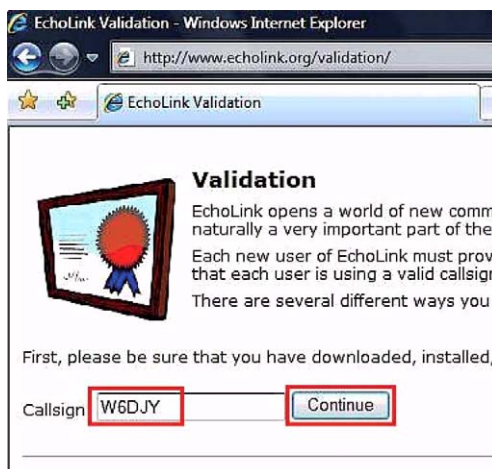 EchoLink Validation - Windows Internet Explorer
http://www.echolink.org/validation/
EchoLink Validation
Validation
EchoLink opens a world of new comm
naturally a very important part of the
Each new user of EchoLink must prov
that each user is using a valid callsign
There are several different ways you
First, please be sure that you have downloaded, installed,
Callsign W6DJY Continue